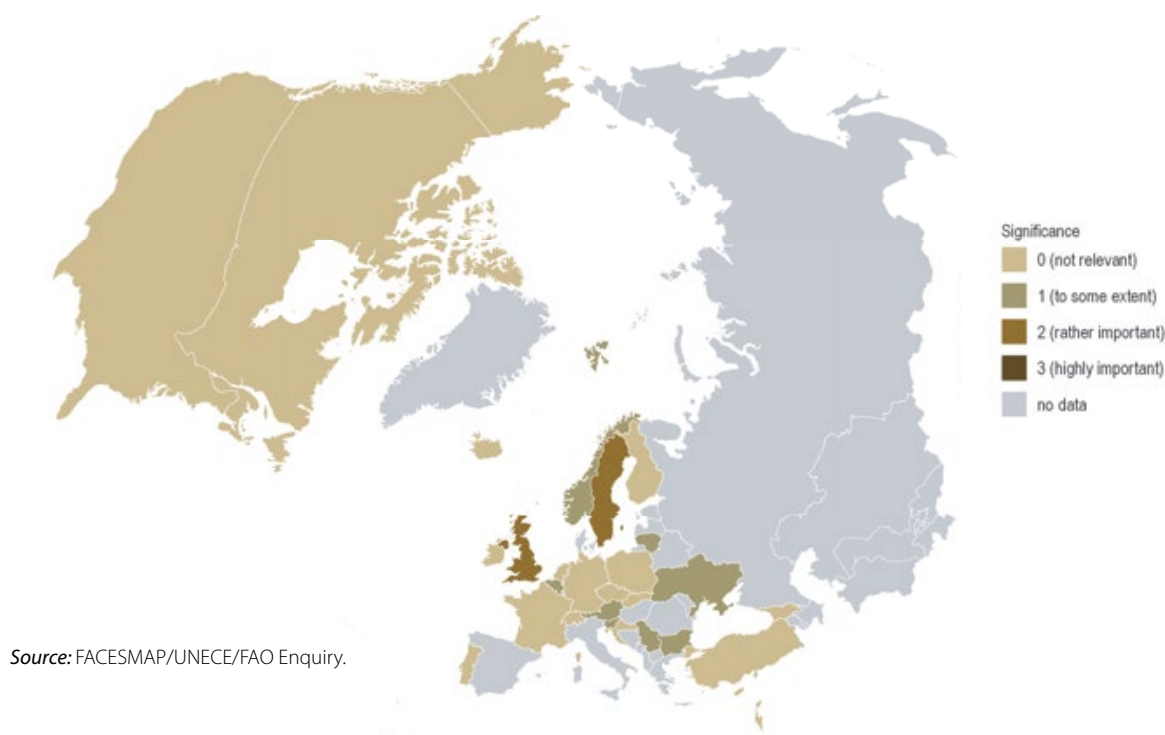 Significance
0 (not relevant)
1 (to some extent)
2 (rather important)
3 (highly important)
no data
Source: FACESMAP/UNECE/FAO Enquiry.